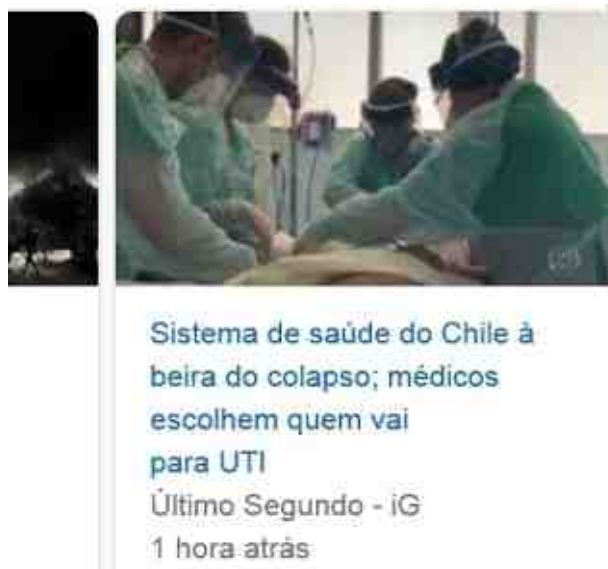 Sistema de saúde do Chile à
beira do colapso; médicos
escolhem quem vai
para UTI
Último Segundo - iG
1 hora atrás